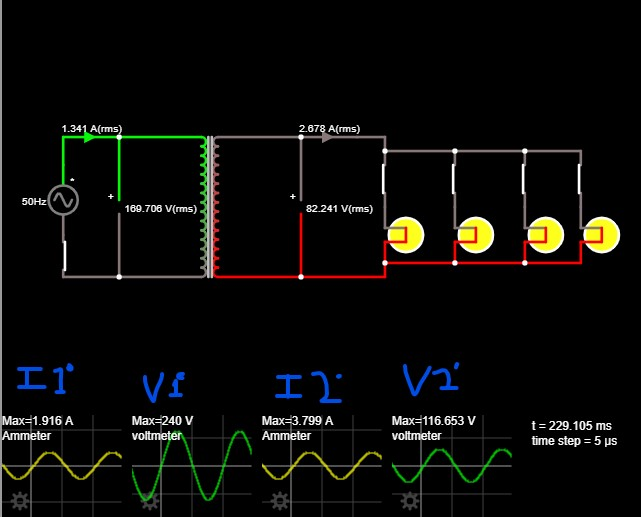 1.341 A(rms)
2.678 A(rms)
*
50Hz
+
169.706 V(rms)
+
82.241 V(rms)
I1
V1
I2
V2
Max=1.916 A
Ammeter
Max=240 V
voltmeter
Max=3.799 A
Ammeter
Max=116.653 V
voltmeter
t = 229.105 ms
time step = 5 µs